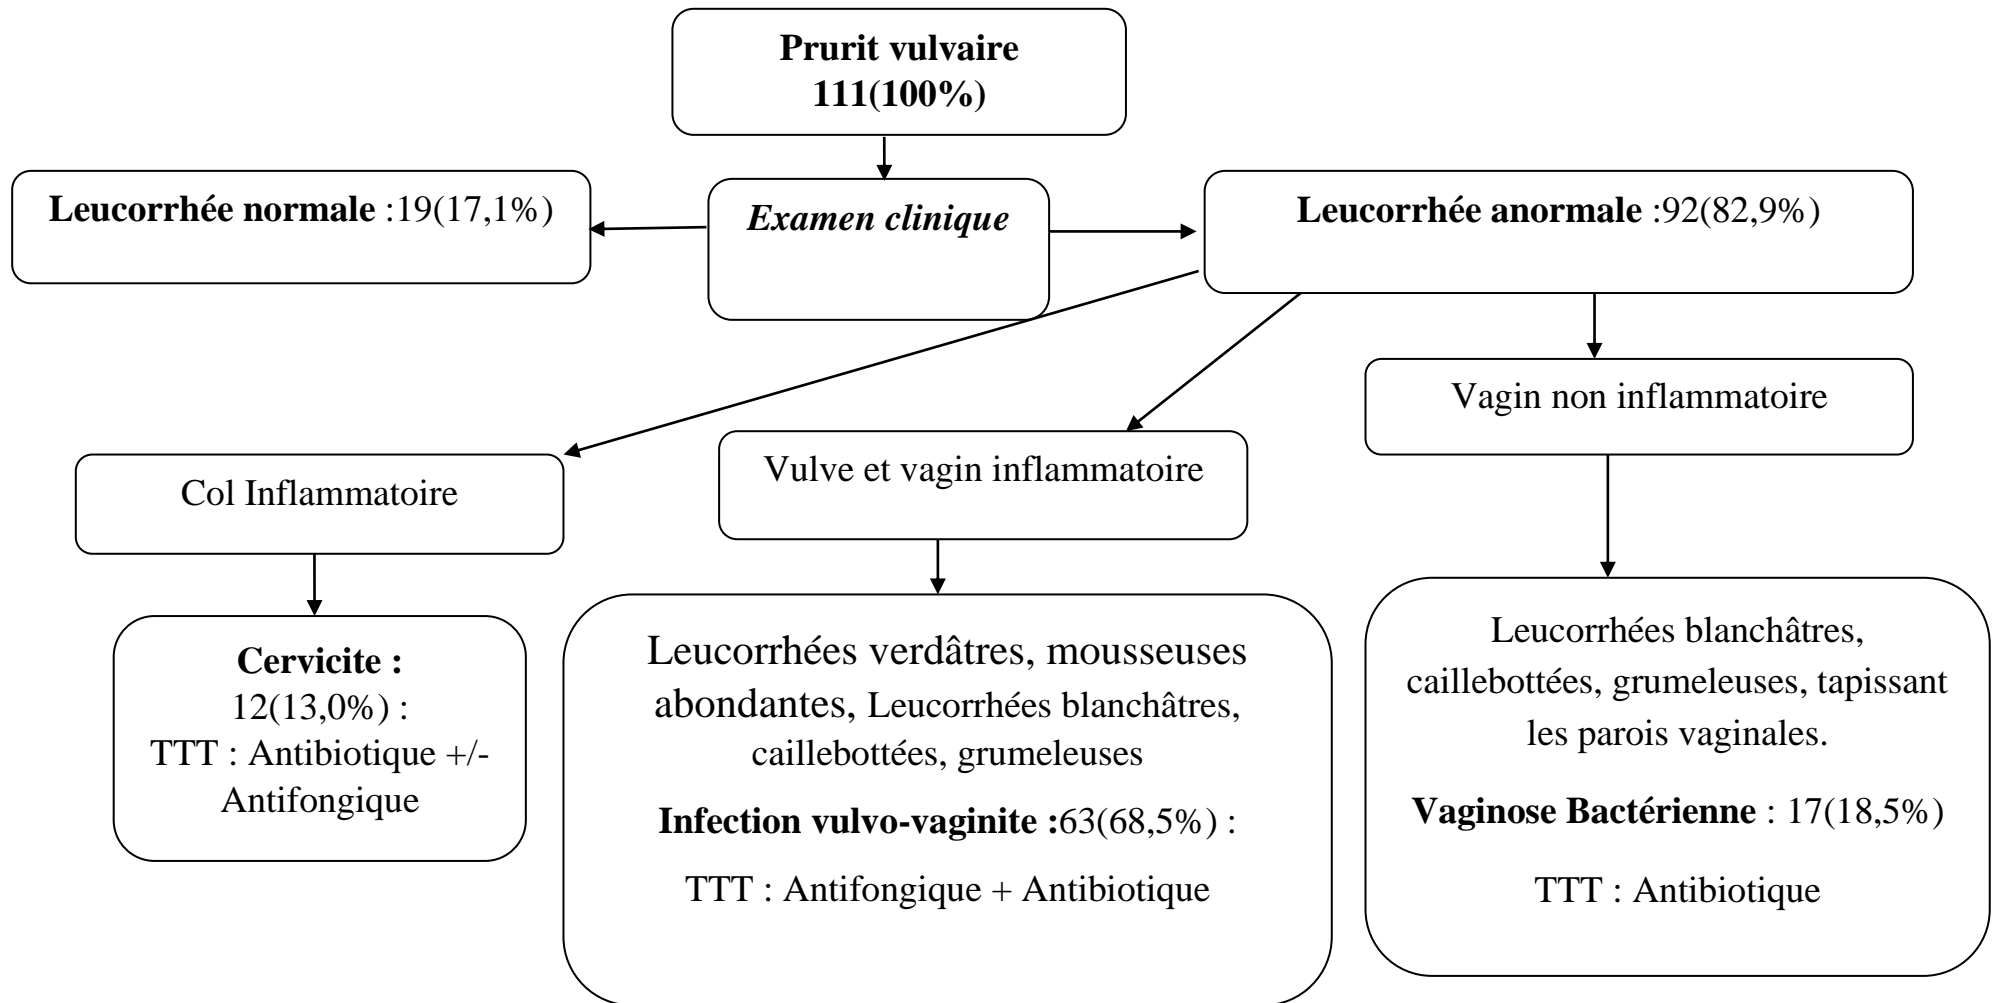 Prurit vulvaire
111(100%)
Leucorrhée normale :19(17,1%)
Examen clinique
Leucorrhée anormale :92(82,9%)
Vagin non inflammatoire
Vulve et vagin inflammatoire
Col Inflammatoire
Cervicite :
12(13,0%) :
TTT : Antibiotique +/-
Antifongique
Leucorrhées verdâtres, mousseuses
abondantes, Leucorrhées blanchâtres,
caillebottées, grumeleuses
Infection vulvo-vaginite :63(68,5%) :
TTT : Antifongique + Antibiotique
Leucorrhées blanchâtres,
caillebottées, grumeleuses, tapissant
les parois vaginales.
Vaginose Bactérienne : 17(18,5%)
TTT : Antibiotique